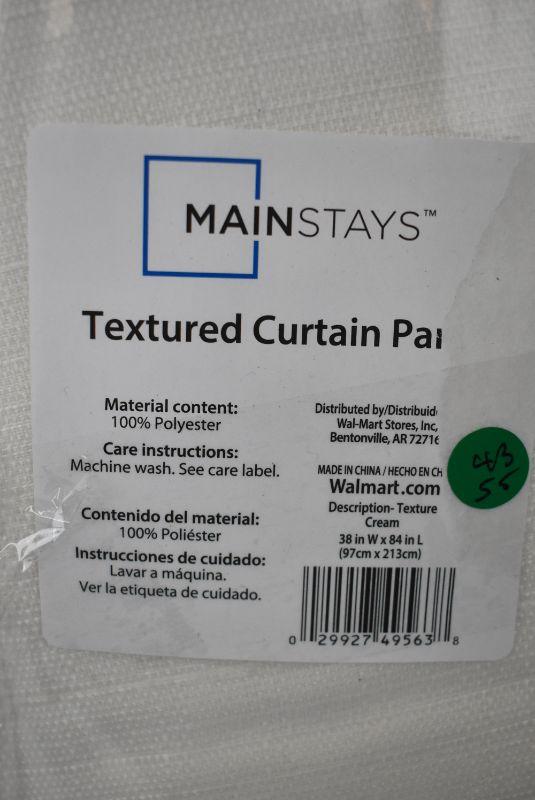 MAINSTAYS™
Textured Curtain Pa
Material content:
100% Polyester
Care instructions:
Machine wash. See care label.
Contenido del material:
100% Poliéster
Instrucciones de cuidado:
Lavar a máquina.
Ver la etiqueta de cuidado.
Distributed by/Distribuid
Wal-Mart Stores, Inc,
Bentonville, AR 72716
MADE IN CHINA / HECHO EN CH
Walmart.com
Description- Texture
Cream
38 in W x 84 in L
(97cm x 213cm)
0 29927 49563 8
55